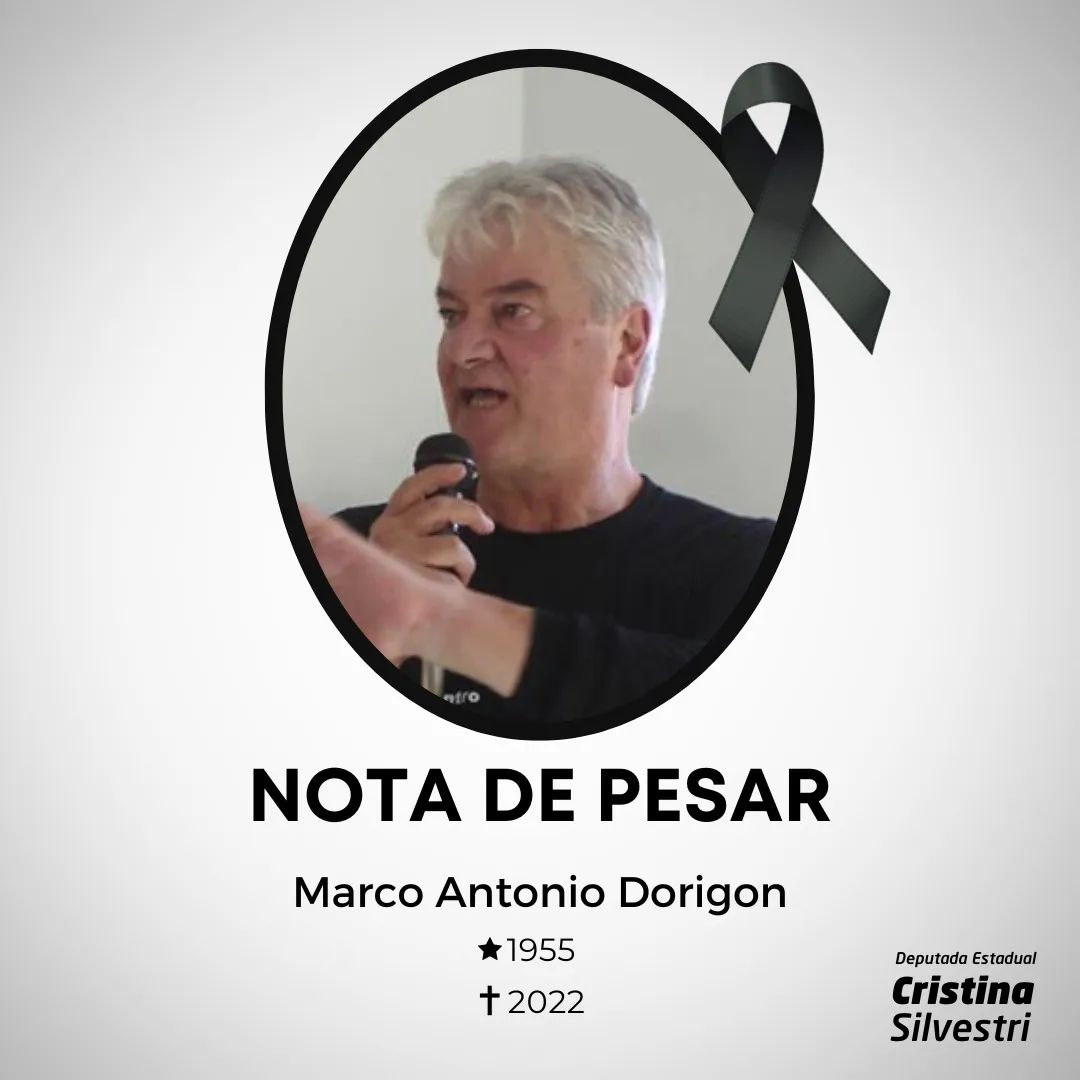 NOTA DE PESAR
Marco Antonio Dorigon
★1955
✝2022
Deputada Estadual
Cristina
Silvestri